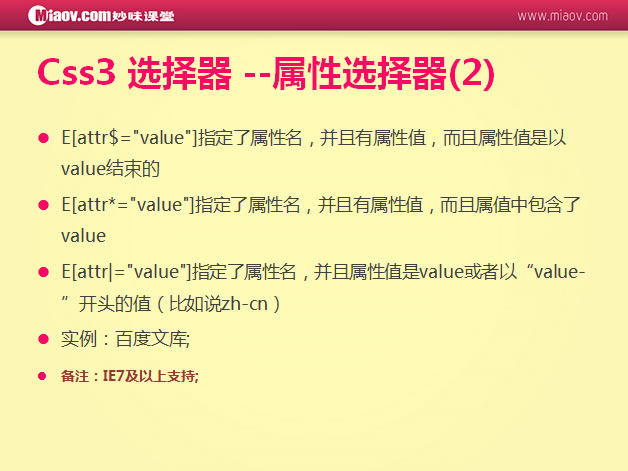 Miaov.com妙味课堂
www.miaov.com
Css3 选择器 --属性选择器(2)
E[attr$="value"]指定了属性名，并且有属性值，而且属性值是以
value结束的
E[attr*="value"]指定了属性名，并且有属性值，而且属值中包含了
value
E[attr|="value"]指定了属性名，并且属性值是value或者以“value-
”开头的值（比如说zh-cn）
实例：百度文库;
备注：IE7及以上支持;